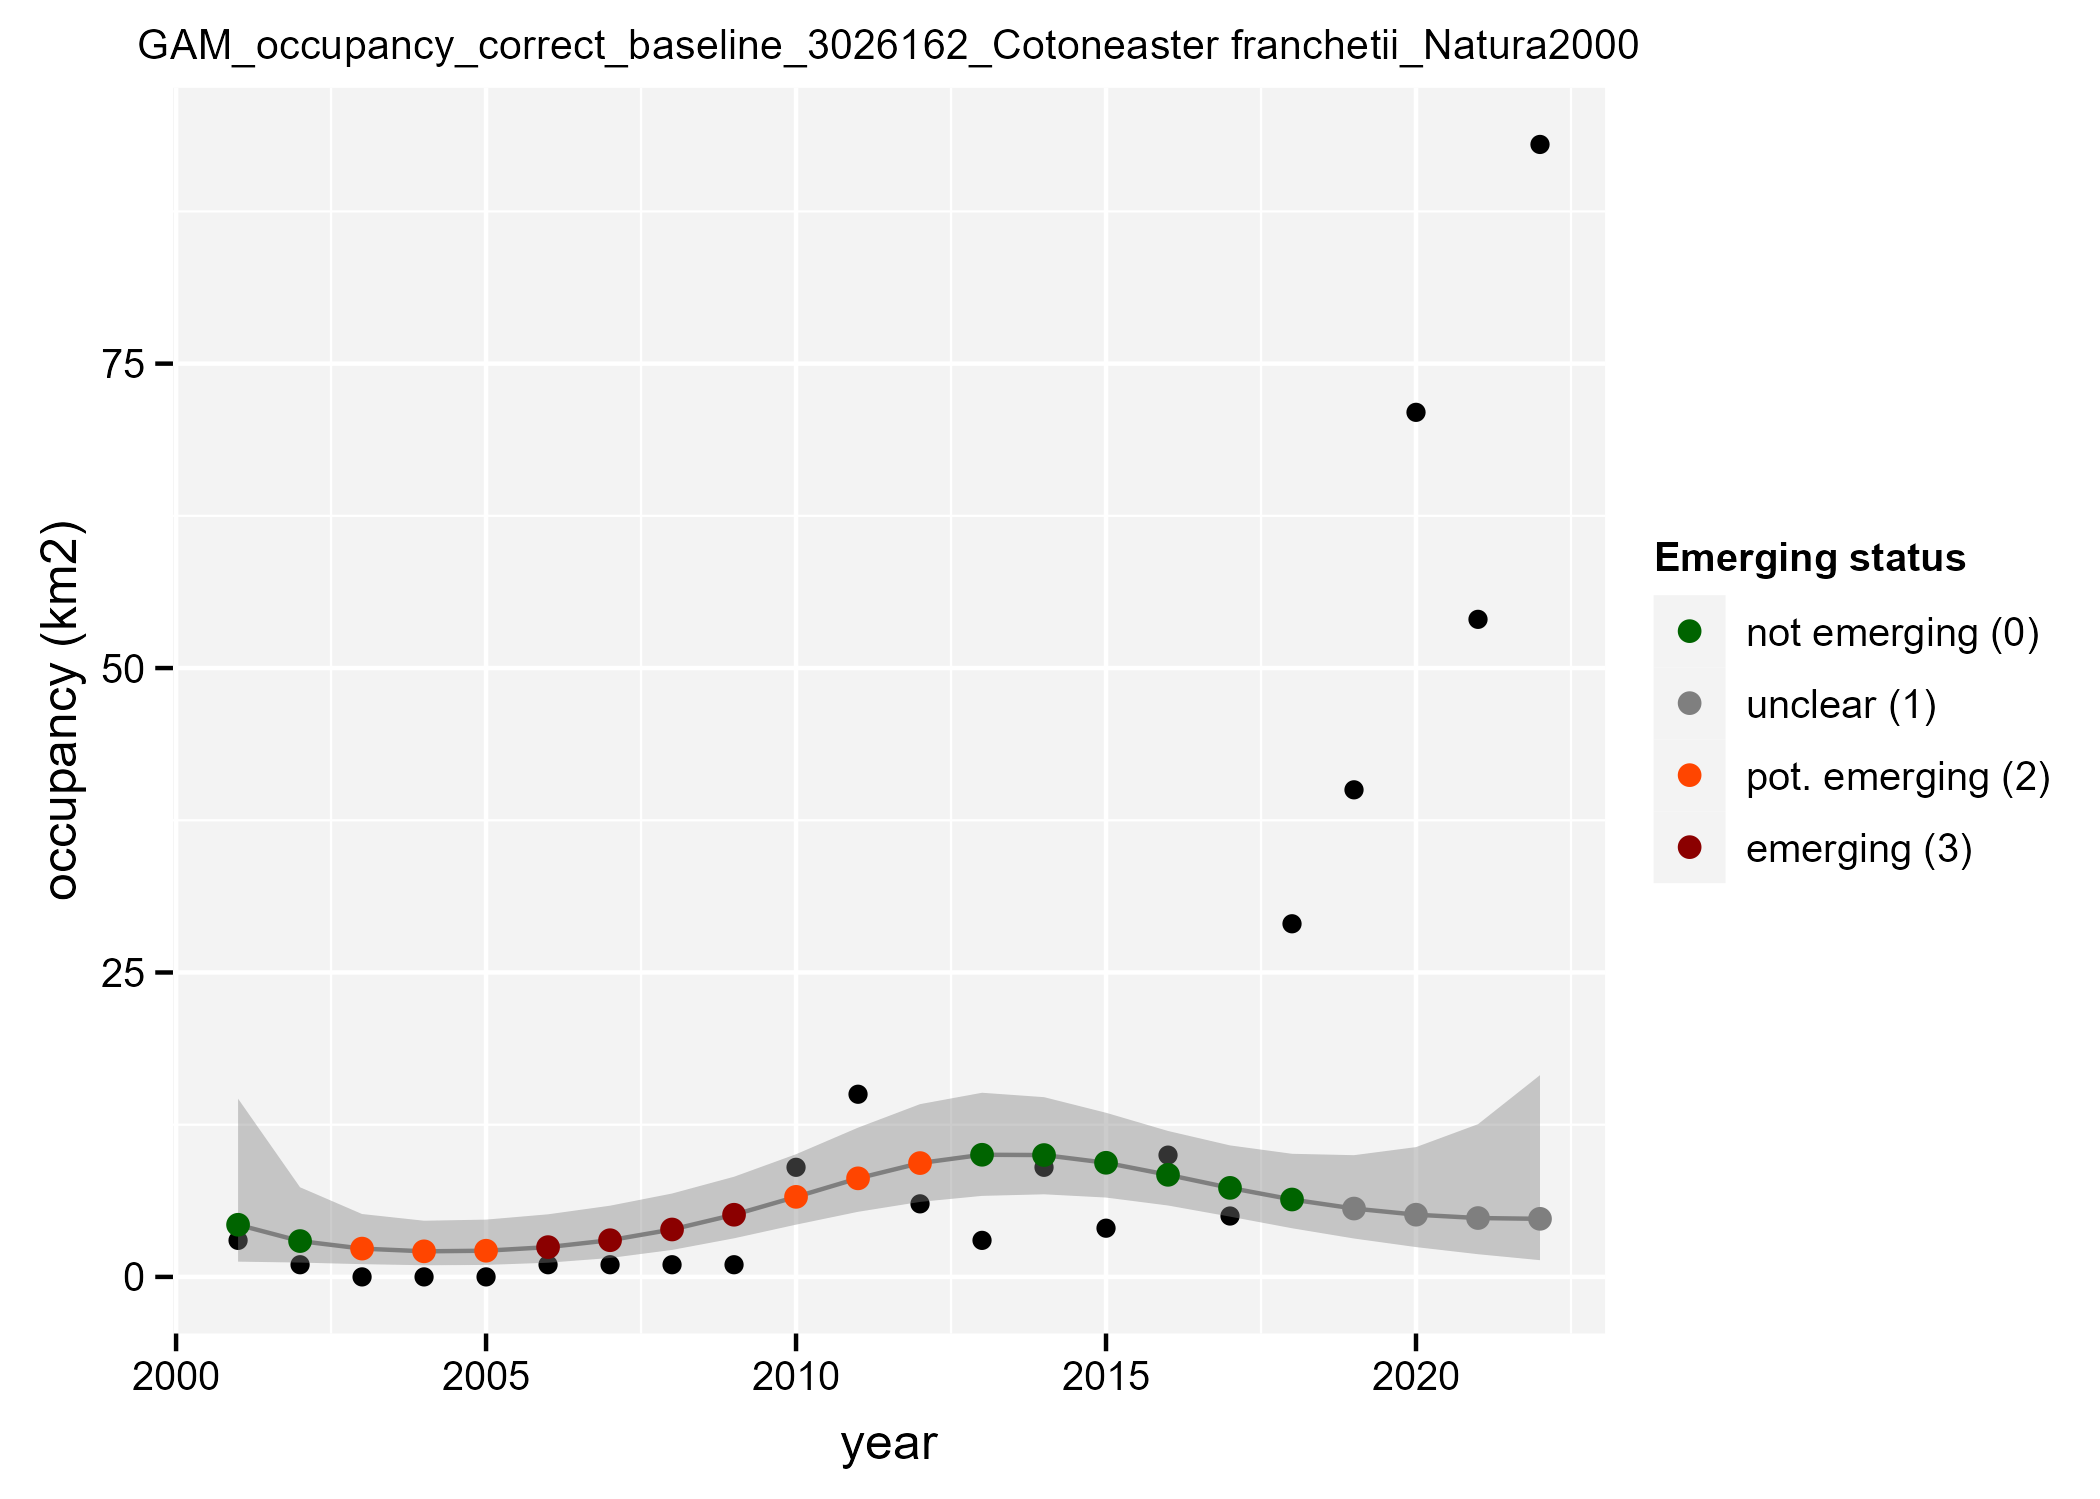 GAM_occupancy_correct_baseline_3026162_Cotoneaster franchetii_Natura2000
75
50
25
0
occupancy (km2)
2000 2005 2010 2015 2020
year
Emerging status
not emerging (0)
unclear (1)
pot. emerging (2)
emerging (3)